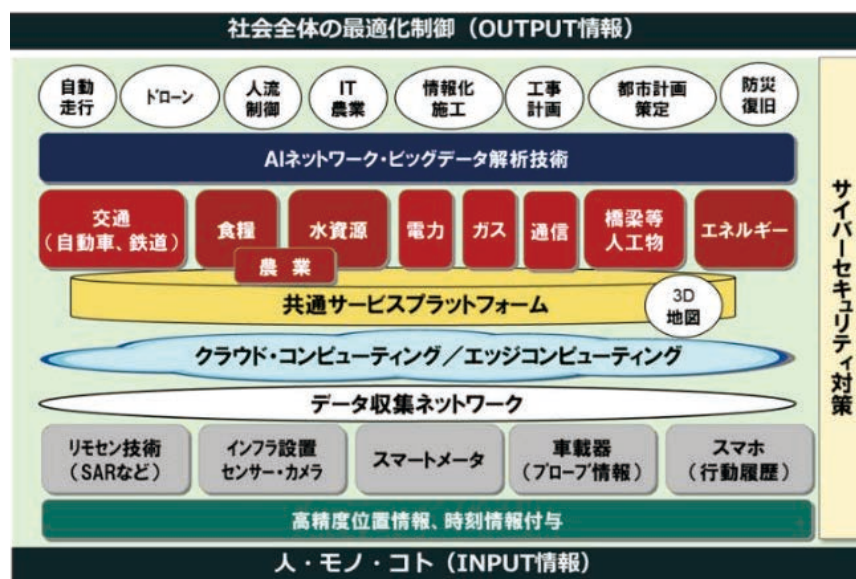 社会全体の最適化制御（OUTPUT情報）
自動
走行
ドローン
人流
制御
IT
農業
情報化
施工
工事
計画
都市計画
策定
防災
復旧
AIネットワーク・ビッグデータ解析技術
交通
（自動車、鉄道）
食糧
水資源
農業
電力
ガス
通信
橋梁等
人工物
エネルギー
共通サービスプラットフォーム
3D
地図
クラウド・コンピューティング／エッジコンピューティング
データ収集ネットワーク
リモセン技術
（SARなど）
インフラ設置
センサー・カメラ
スマートメータ
車載器
（プローブ情報）
スマホ
（行動履歴）
高精度位置情報、時刻情報付与
人・モノ・コト（INPUT情報）
サイバーセキュリティ対策